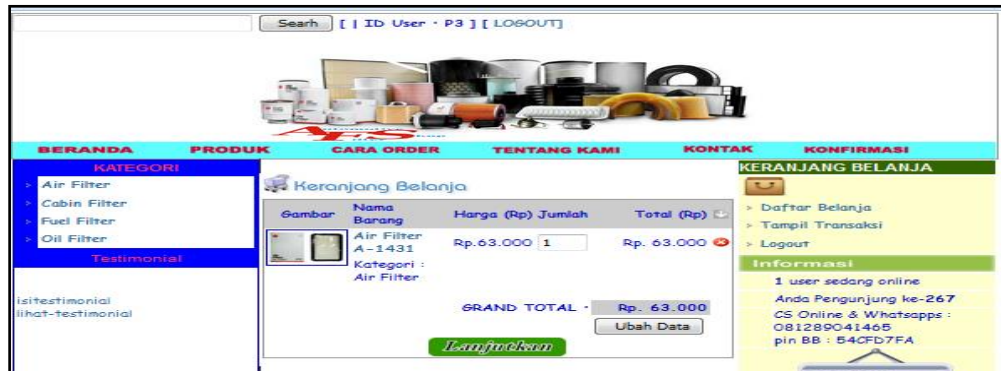 Searh [ | ID User · P3 ] [ LOGOUT]
AFS
BERANDA PRODUK CARA ORDER TENTANG KAMI KONTAK KONFIRMASI
KATEGORI
> Air Filter
> Cabin Filter
> Fuel Filter
> Oil Filter
Testimonial
isitestimonial
lihat-testimonial
Keranjang Belanja
Gambar Nama Barang Harga (Rp) Jumlah Total (Rp)
Air Filter A-1431 Rp.63.000 1 Rp. 63.000
Kategori :
Air Filter
GRAND TOTAL · Rp. 63.000
Ubah Data
Lanjutkan
KERANJANG BELANJA
> Daftar Belanja
> Tampil Transaksi
> Logout
Informasi
1 user sedang online
Anda Pengunjung ke-267
CS Online & Whatsapps :
081289041465
pin BB : 54CFD7FA